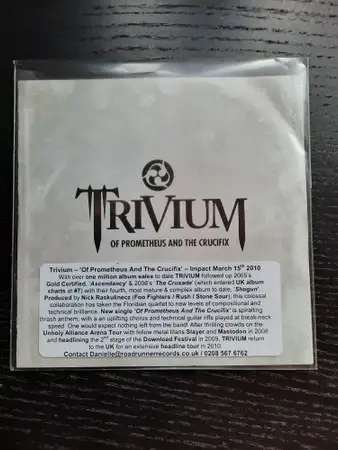 TRIVIUM
OF PROMETHEUS AND THE CRUCIFIX
Trivium – 'Of Prometheus And The Crucifix' – Impact March 15th 2010
With over one million album sales to date TRIVIUM followed up 2005's
Gold Certified, 'Ascendancy' & 2006's 'The Crusade' (which entered UK album
charts at #7) with their fourth, most mature & complex album to date, 'Shogun'
Produced by Nick Raskulinecz (Foo Fighters / Rush / Stone Sour), this colossal
collaboration has taken the Floridian quartet to new levels of compositional and
technical brilliance. New single 'Of Prometheus And The Crucifix' is spiralling
thrash anthem, with a an uplifting chorus and technical guitar riffs played at break-neck
speed. One would expect nothing left from the band! After thrilling crowds on the
Unholy Alliance Arena Tour with fellow metal titans Slayer and Mastodon in 2008
and headlining the 2nd stage of the Download Festival in 2009, TRIVIUM return
to the UK for an extensive headline tour in 2010.
Contact Danielle@roadrunnerrecords.co.uk / 0208 567 6762